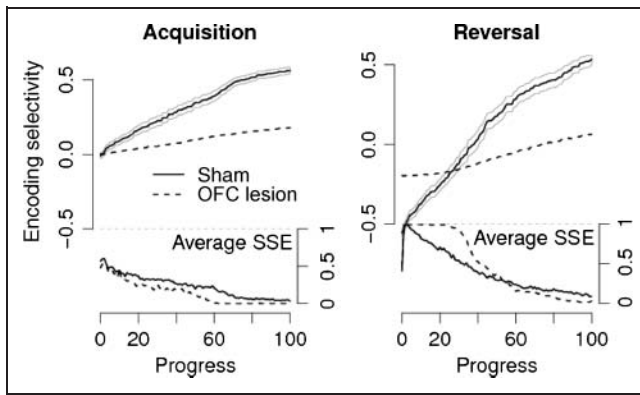 Acquisition
Reversal
Encoding selectivity
0.5
0.0
−0.5
Sham
OFC lesion
Average SSE
1
0.5
0
0 20 60 100
Progress
0.5
0.0
−0.5
Average SSE
1
0.5
0
0 20 60 100
Progress